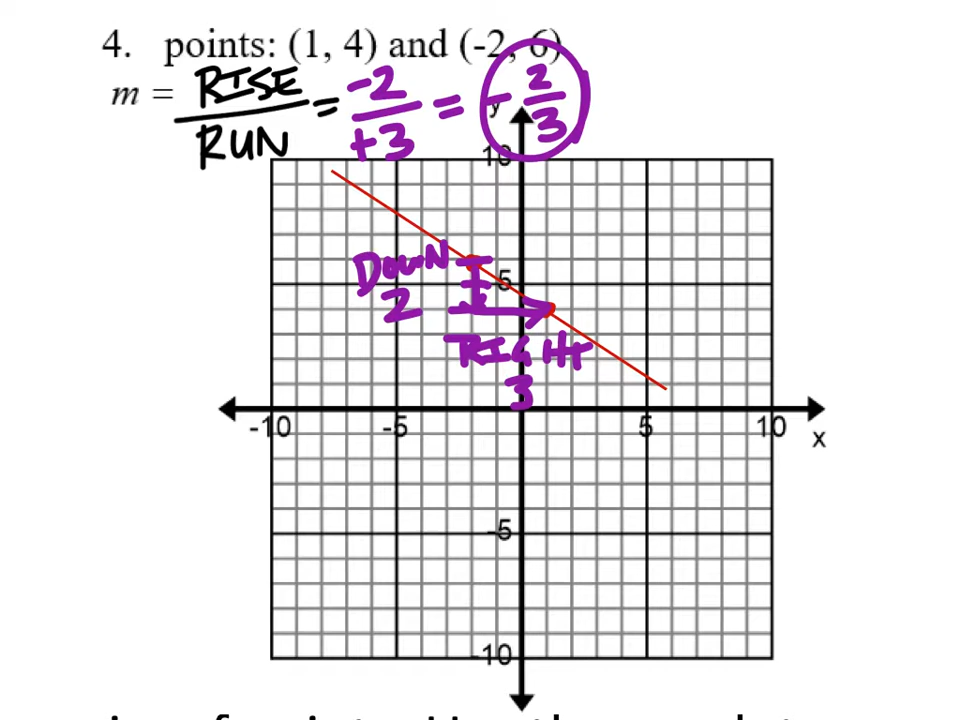 4. points: (1, 4) and (-2, 6)
m = RISE/RUN = -2/+3 = -2/3
y
10
DOWN
2
5
RIGHT
3
-10 -5 5 10 x
-5
-10